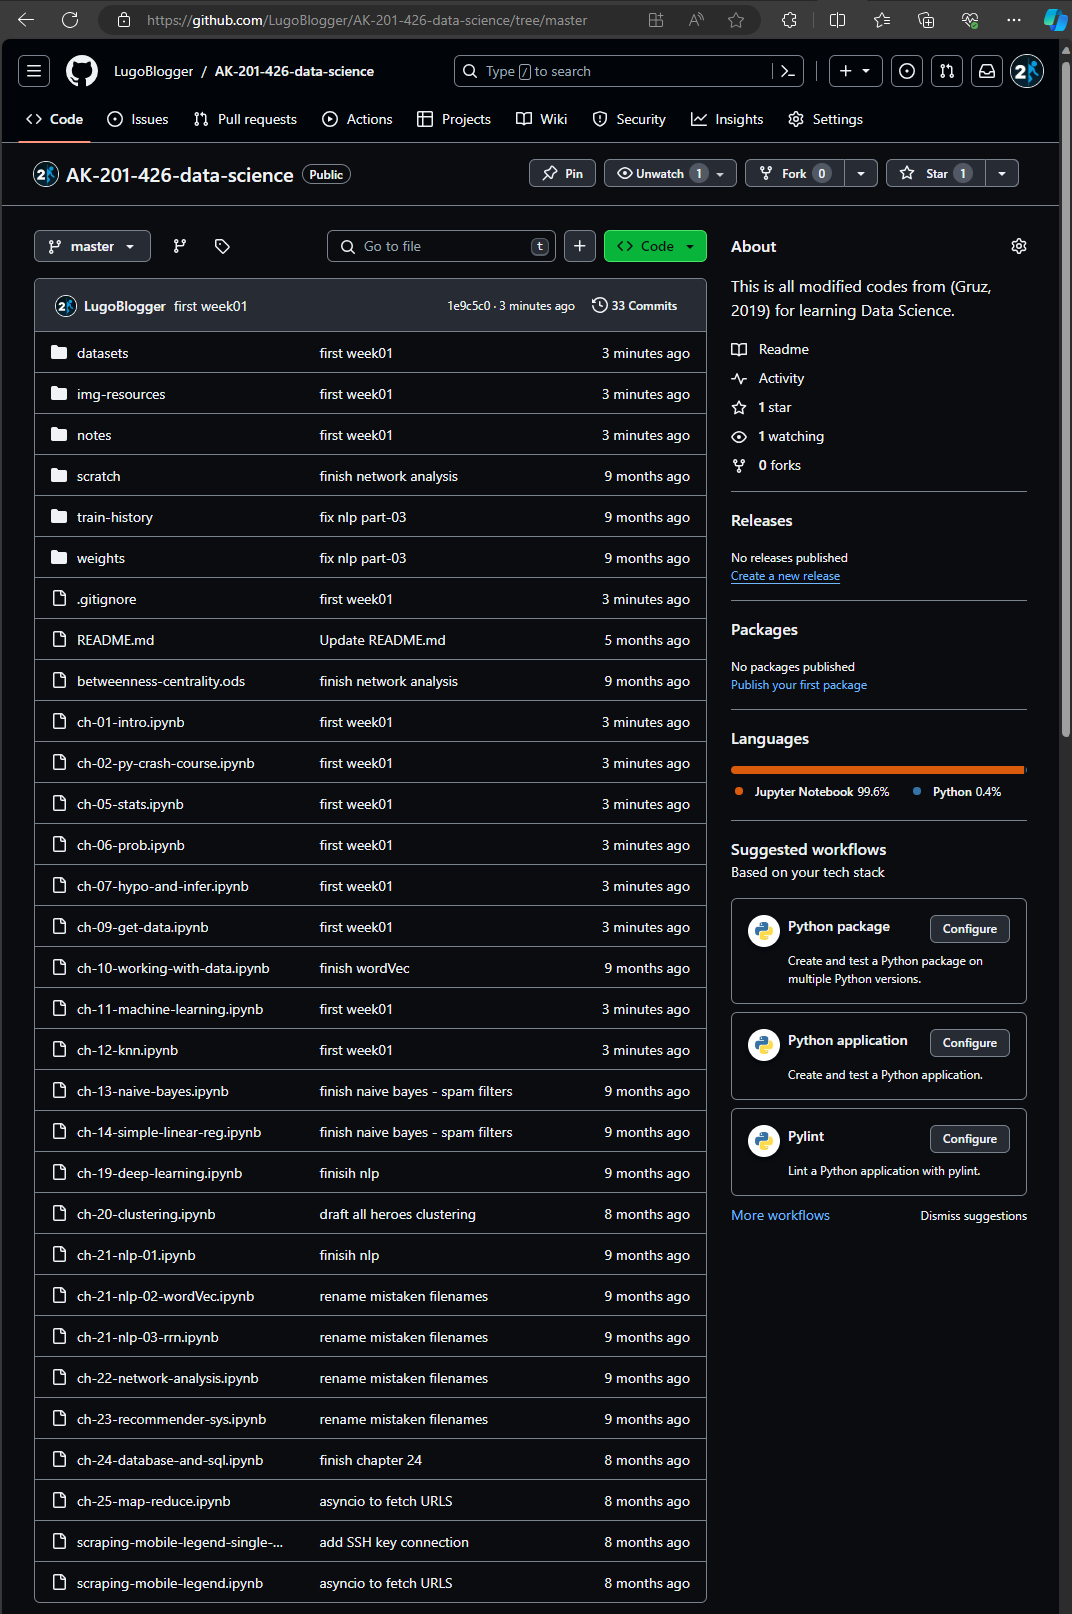 https://github.com/LugoBlogger/AK-201-426-data-science/tree/master
LugoBlogger / AK-201-426-data-science
Type / to search
Code Issues Pull requests Actions Projects Wiki Security Insights Settings
AK-201-426-data-science Public
Pin Unwatch 1 Fork 0 Star 1
master
Go to file t
Code
LugoBlogger first week01 1e9c5c0 · 3 minutes ago 33 Commits
datasets first week01 3 minutes ago
img-resources first week01 3 minutes ago
notes first week01 3 minutes ago
scratch finish network analysis 9 months ago
train-history fix nlp part-03 9 months ago
weights fix nlp part-03 9 months ago
.gitignore first week01 3 minutes ago
README.md Update README.md 5 months ago
betweenness-centrality.ods finish network analysis 9 months ago
ch-01-intro.ipynb first week01 3 minutes ago
ch-02-py-crash-course.ipynb first week01 3 minutes ago
ch-05-stats.ipynb first week01 3 minutes ago
ch-06-prob.ipynb first week01 3 minutes ago
ch-07-hypo-and-infer.ipynb first week01 3 minutes ago
ch-09-get-data.ipynb first week01 3 minutes ago
ch-10-working-with-data.ipynb finish wordVec 9 months ago
ch-11-machine-learning.ipynb first week01 3 minutes ago
ch-12-knn.ipynb first week01 3 minutes ago
ch-13-naive-bayes.ipynb finish naive bayes - spam filters 9 months ago
ch-14-simple-linear-reg.ipynb finish naive bayes - spam filters 9 months ago
ch-19-deep-learning.ipynb finisih nlp 9 months ago
ch-20-clustering.ipynb draft all heroes clustering 8 months ago
ch-21-nlp-01.ipynb finisih nlp 9 months ago
ch-21-nlp-02-wordVec.ipynb rename mistaken filenames 9 months ago
ch-21-nlp-03-rrn.ipynb rename mistaken filenames 9 months ago
ch-22-network-analysis.ipynb rename mistaken filenames 9 months ago
ch-23-recommender-sys.ipynb rename mistaken filenames 9 months ago
ch-24-database-and-sql.ipynb finish chapter 24 8 months ago
ch-25-map-reduce.ipynb asyncio to fetch URLS 8 months ago
scraping-mobile-legend-single-... add SSH key connection 8 months ago
scraping-mobile-legend.ipynb asyncio to fetch URLS 8 months ago
About
This is all modified codes from (Gruz,
2019) for learning Data Science.
Readme
Activity
1 star
1 watching
0 forks
Releases
No releases published
Create a new release
Packages
No packages published
Publish your first package
Languages
Jupyter Notebook 99.6% Python 0.4%
Suggested workflows
Based on your tech stack
Python package Configure
Create and test a Python package on
multiple Python versions.
Python application Configure
Create and test a Python application.
Pylint Configure
Lint a Python application with pylint.
More workflows Dismiss suggestions